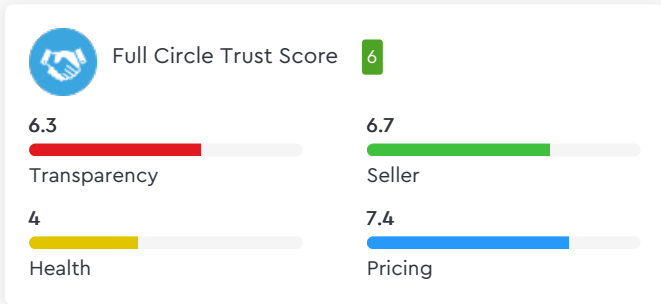 Full Circle Trust Score 6
6.3
Transparency
6.7
Seller
4
Health
7.4
Pricing